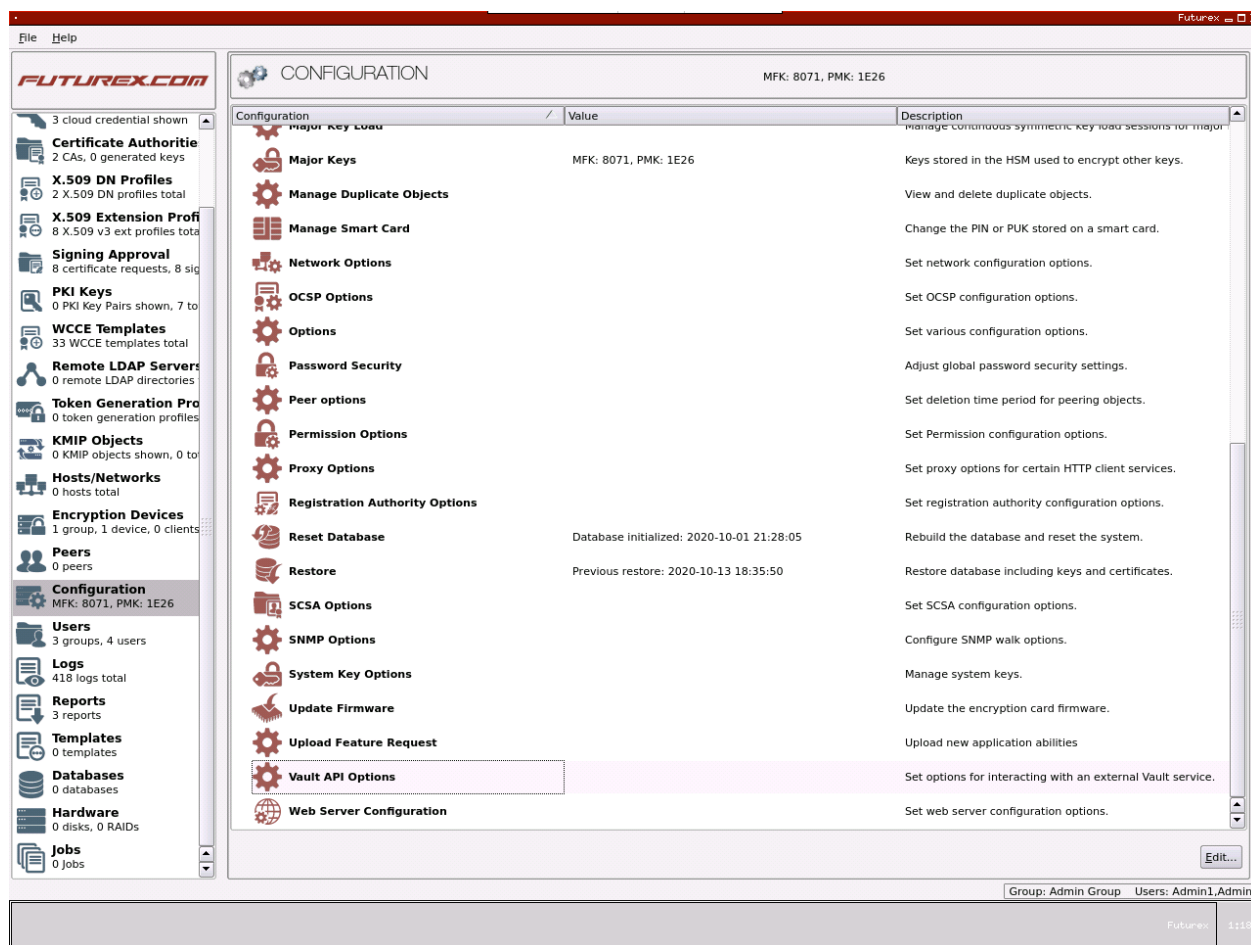 Futurex
File Help
FUTUREX.COM
CONFIGURATION
MFK: 8071, PMK: 1E26
3 cloud credential shown
Certificate Authoritie
2 CAs, 0 generated keys
X.509 DN Profiles
2 X.509 DN profiles total
X.509 Extension Profi
8 X.509 v3 ext profiles tota
Signing Approval
8 certificate requests, 8 sig
PKI Keys
0 PKI Key Pairs shown, 7 to
WCCE Templates
33 WCCE templates total
Remote LDAP Servers
0 remote LDAP directories
Token Generation Pro
0 token generation profiles
KMIP Objects
0 KMIP objects shown, 0 to
Hosts/Networks
0 hosts total
Encryption Devices
1 group, 1 device, 0 clients
Peers
0 peers
Configuration
MFK: 8071, PMK: 1E26
Users
3 groups, 4 users
Logs
418 logs total
Reports
3 reports
Templates
0 templates
Databases
0 databases
Hardware
0 disks, 0 RAIDs
Jobs
0 Jobs
Configuration Value Description
Major Key Load Manage continuous symmetric key load sessions for major
Major Keys MFK: 8071, PMK: 1E26 Keys stored in the HSM used to encrypt other keys.
Manage Duplicate Objects View and delete duplicate objects.
Manage Smart Card Change the PIN or PUK stored on a smart card.
Network Options Set network configuration options.
OCSP Options Set OCSP configuration options.
Options Set various configuration options.
Password Security Adjust global password security settings.
Peer options Set deletion time period for peering objects.
Permission Options Set Permission configuration options.
Proxy Options Set proxy options for certain HTTP client services.
Registration Authority Options Set registration authority configuration options.
Reset Database Database initialized: 2020-10-01 21:28:05 Rebuild the database and reset the system.
Restore Previous restore: 2020-10-13 18:35:50 Restore database including keys and certificates.
SCSA Options Set SCSA configuration options.
SNMP Options Configure SNMP walk options.
System Key Options Manage system keys.
Update Firmware Update the encryption card firmware.
Upload Feature Request Upload new application abilities
Vault API Options Set options for interacting with an external Vault service.
Web Server Configuration Set web server configuration options.
Edit...
Group: Admin Group Users: Admin1,Admin
Futurex